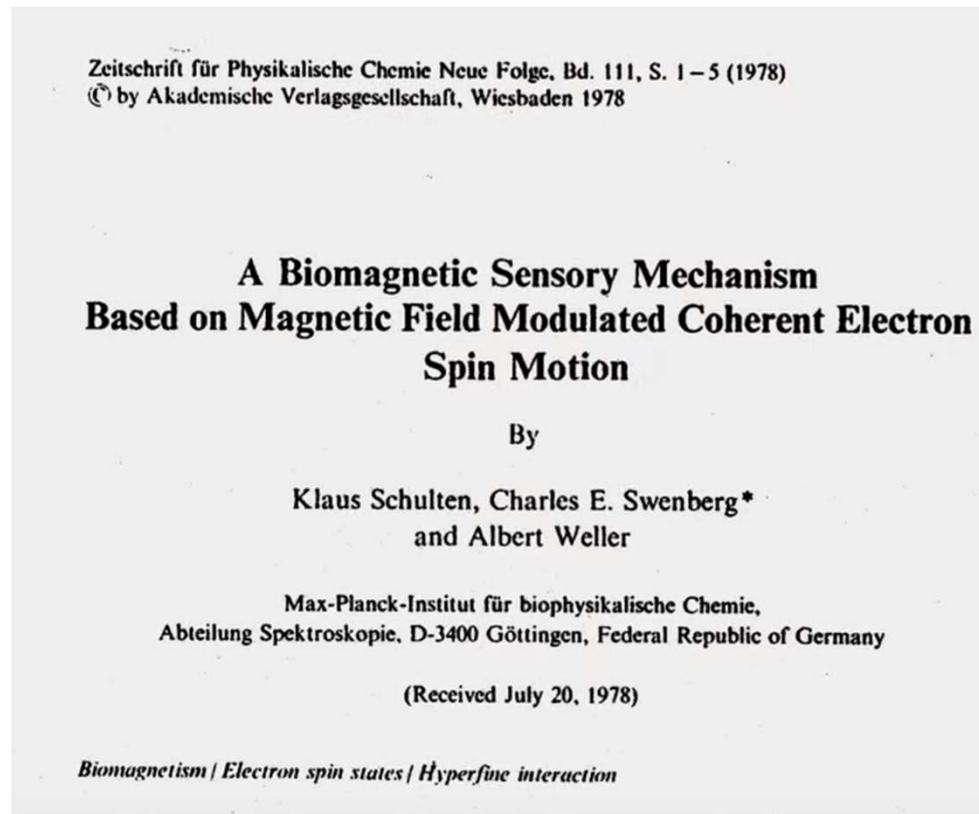 Zeitschrift für Physikalische Chemie Neue Folge, Bd. 111, S. 1–5 (1978)
© by Akademische Verlagsgesellschaft, Wiesbaden 1978
A Biomagnetic Sensory Mechanism
Based on Magnetic Field Modulated Coherent Electron
Spin Motion
By
Klaus Schulten, Charles E. Swenberg*
and Albert Weller
Max-Planck-Institut für biophysikalische Chemie,
Abteilung Spektroskopie, D-3400 Göttingen, Federal Republic of Germany
(Received July 20, 1978)
Biomagnetism / Electron spin states / Hyperfine interaction